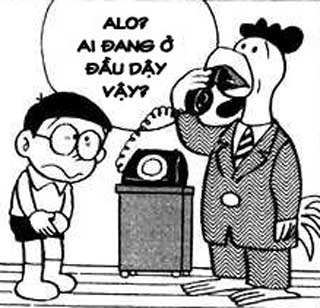 ALO?
AI ĐANG Ở
ĐẦU DẬY
VẬY?